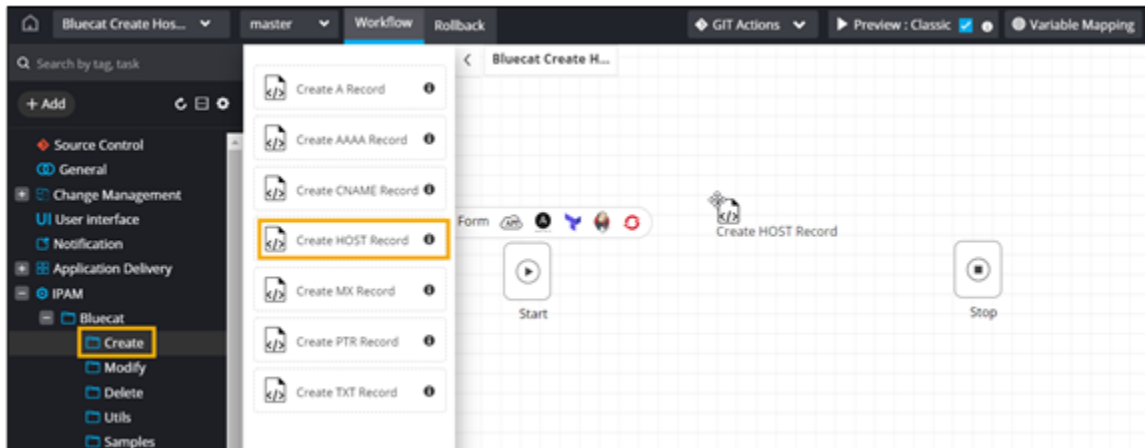 Bluecat Create Hos... master Workflow Rollback GIT Actions Preview : Classic Variable Mapping
Search by tag, task
+ Add
Source Control
General
Change Management
UI User interface
Notification
Application Delivery
IPAM
Bluecat
Create
Modify
Delete
Utils
Samples
Create A Record
Create AAAA Record
Create CNAME Record
Create HOST Record
Create MX Record
Create PTR Record
Create TXT Record
Bluecat Create H...
Form API
Create HOST Record
Start
Stop